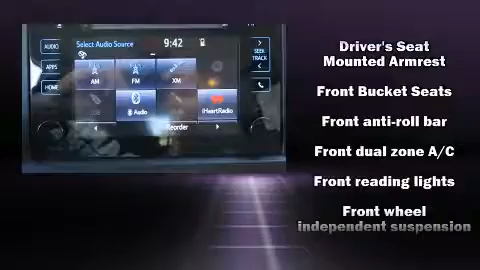 Select Audio Source
9:42
AUDIO
APPS
HOME
AM
FM
XM
Audio
iHeartRadio
Reorder
SEEK
TRACK
Driver's Seat
Mounted Armrest
Front Bucket Seats
Front anti-roll bar
Front dual zone A/C
Front reading lights
Front wheel
independent suspension